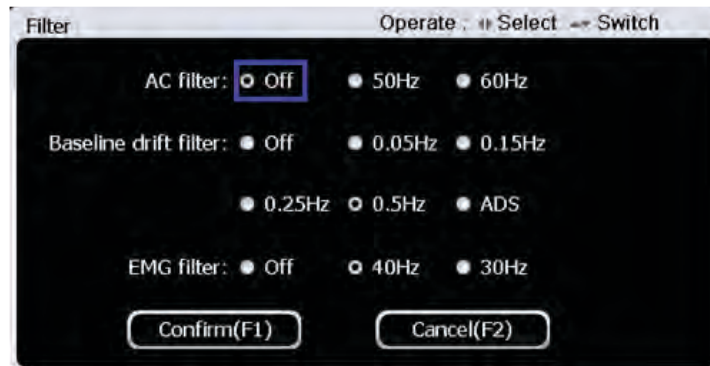 Filter Operate : Select Switch
AC filter: Off 50Hz 60Hz
Baseline drift filter: Off 0.05Hz 0.15Hz
0.25Hz 0.5Hz ADS
EMG filter: Off 40Hz 30Hz
Confirm(F1) Cancel(F2)